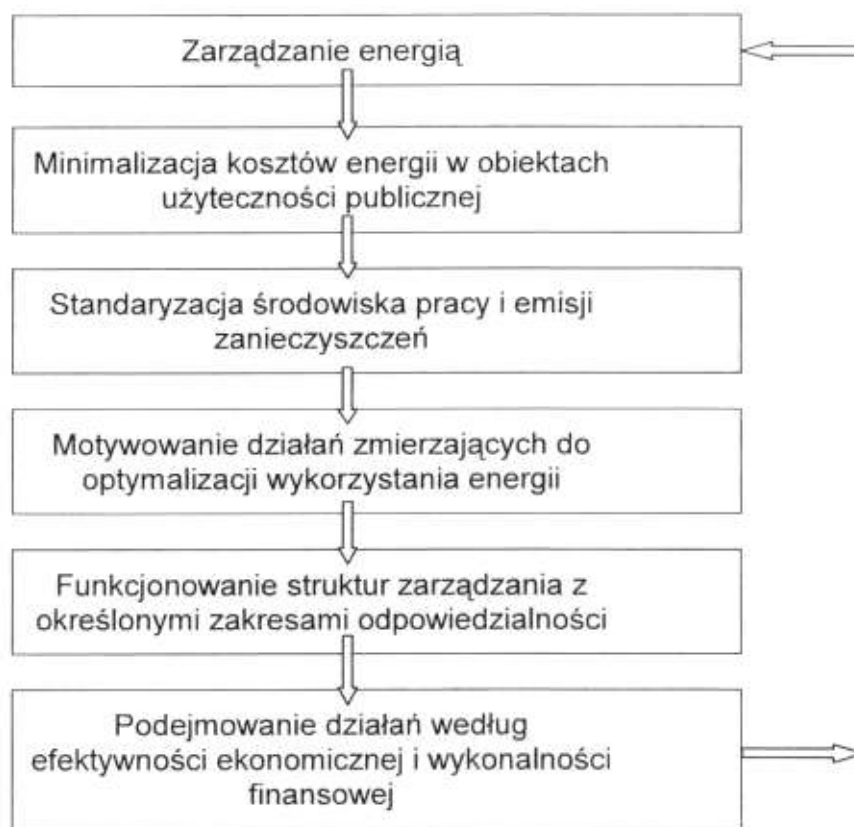 Zarządzanie energią
Minimalizacja kosztów energii w obiektach
użyteczności publicznej
Standaryzacja środowiska pracy i emisji
zanieczyszczeń
Motywowanie działań zmierzających do
optymalizacji wykorzystania energii
Funkcjonowanie struktur zarządzania z
określonymi zakresami odpowiedzialności
Podejmowanie działań według
efektywności ekonomicznej i wykonalności
finansowej